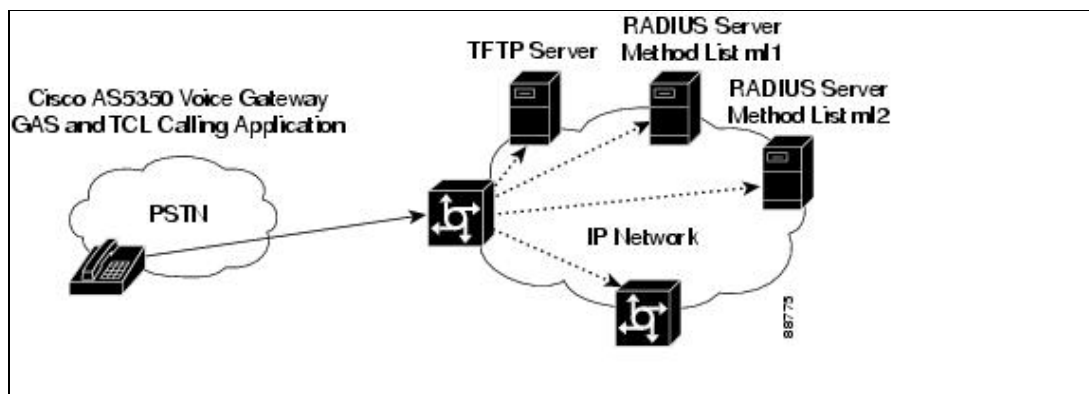 TFTP Server
RADIUS Server
Method List ml1
RADIUS Server
Method List ml2
Cisco AS5350 Voice Gateway
GAS and TCL Calling Application
PSTN
IP Network
88775